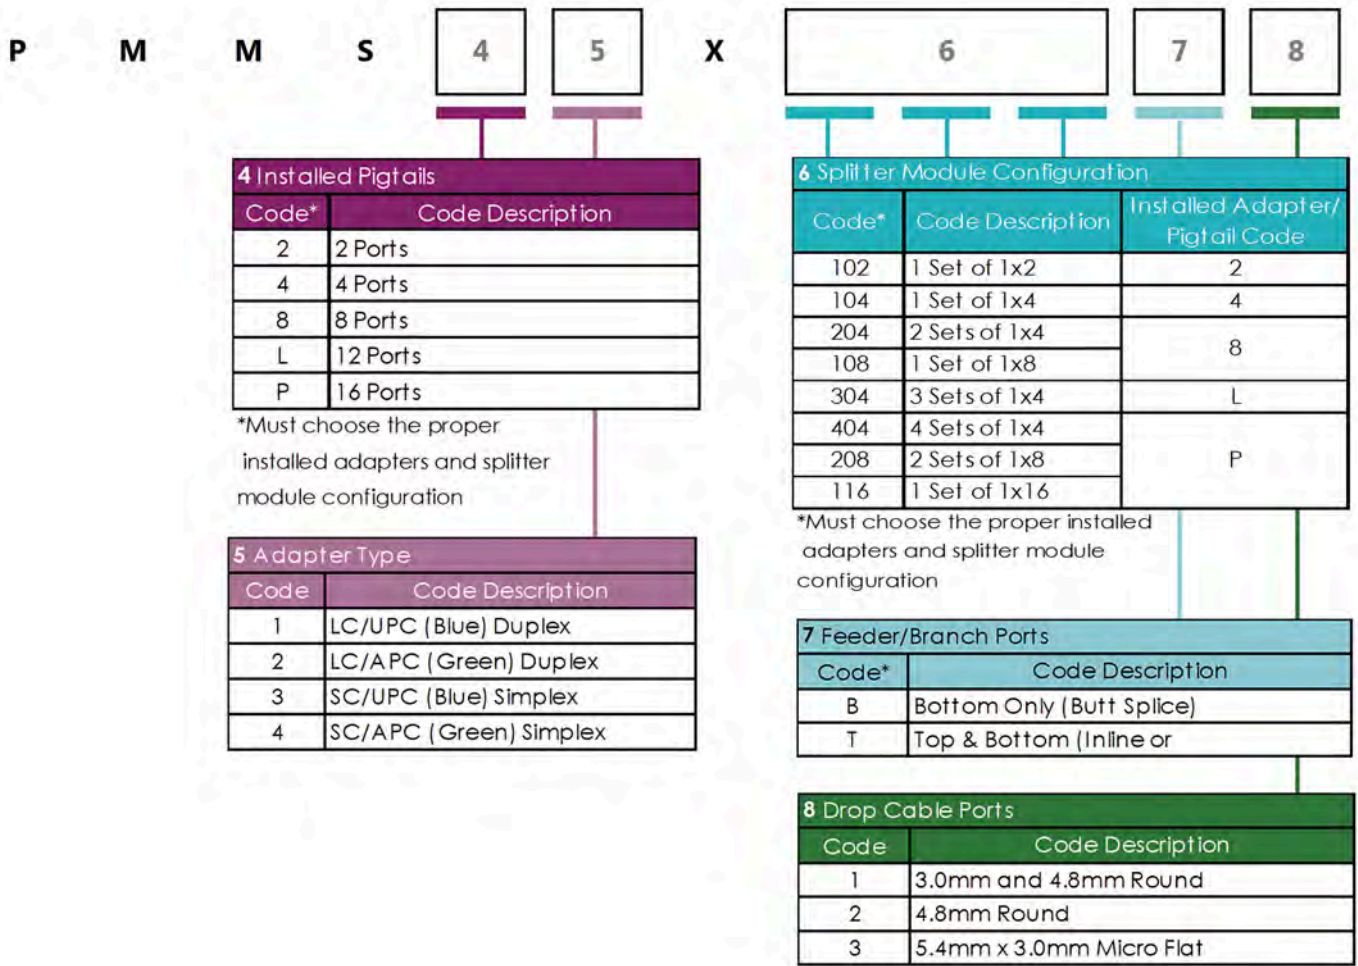 P M M S 4 5 X 6 7 8
4 Installed Pigtails
Code* Code Description
2 2 Ports
4 4 Ports
8 8 Ports
L 12 Ports
P 16 Ports
*Must choose the proper
installed adapters and splitter
module configuration
5 Adapter Type
Code Code Description
1 LC/UPC (Blue) Duplex
2 LC/APC (Green) Duplex
3 SC/UPC (Blue) Simplex
4 SC/APC (Green) Simplex
6 Splitter Module Configuration
Code* Code Description Installed Adapter/
Pigtail Code
102 1 Set of 1x2 2
104 1 Set of 1x4 4
204 2 Sets of 1x4
8
108 1 Set of 1x8
304 3 Sets of 1x4 L
404 4 Sets of 1x4
208 2 Sets of 1x8 P
116 1 Set of 1x16
*Must choose the proper installed
adapters and splitter module
configuration
7 Feeder/Branch Ports
Code* Code Description
B Bottom Only (Butt Splice)
T Top & Bottom (Inline or
8 Drop Cable Ports
Code Code Description
1 3.0mm and 4.8mm Round
2 4.8mm Round
3 5.4mm x 3.0mm Micro Flat